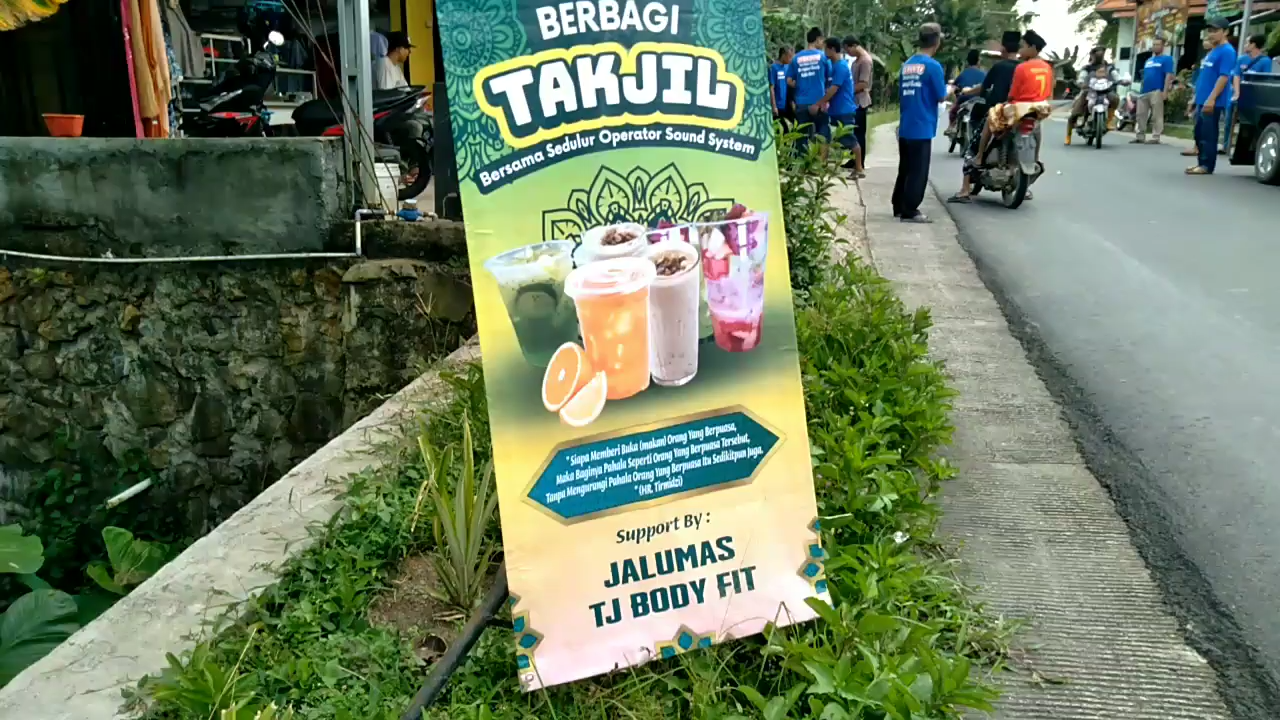 BERBAGI
TAKJIL
Bersama Sedulur Operator Sound System
"Siapa Memberi Buka (makan) Orang Yang Berpuasa,
Maka Baginya Pahala Seperti Orang Yang Berpuasa Tersebut,
Tanpa Mengurangi Pahala Orang Yang Berpuasa Itu Sedikitpun Juga.
"(HR. Tirmidzi)
Support By :
JALUMAS
TJ BODY FIT
7